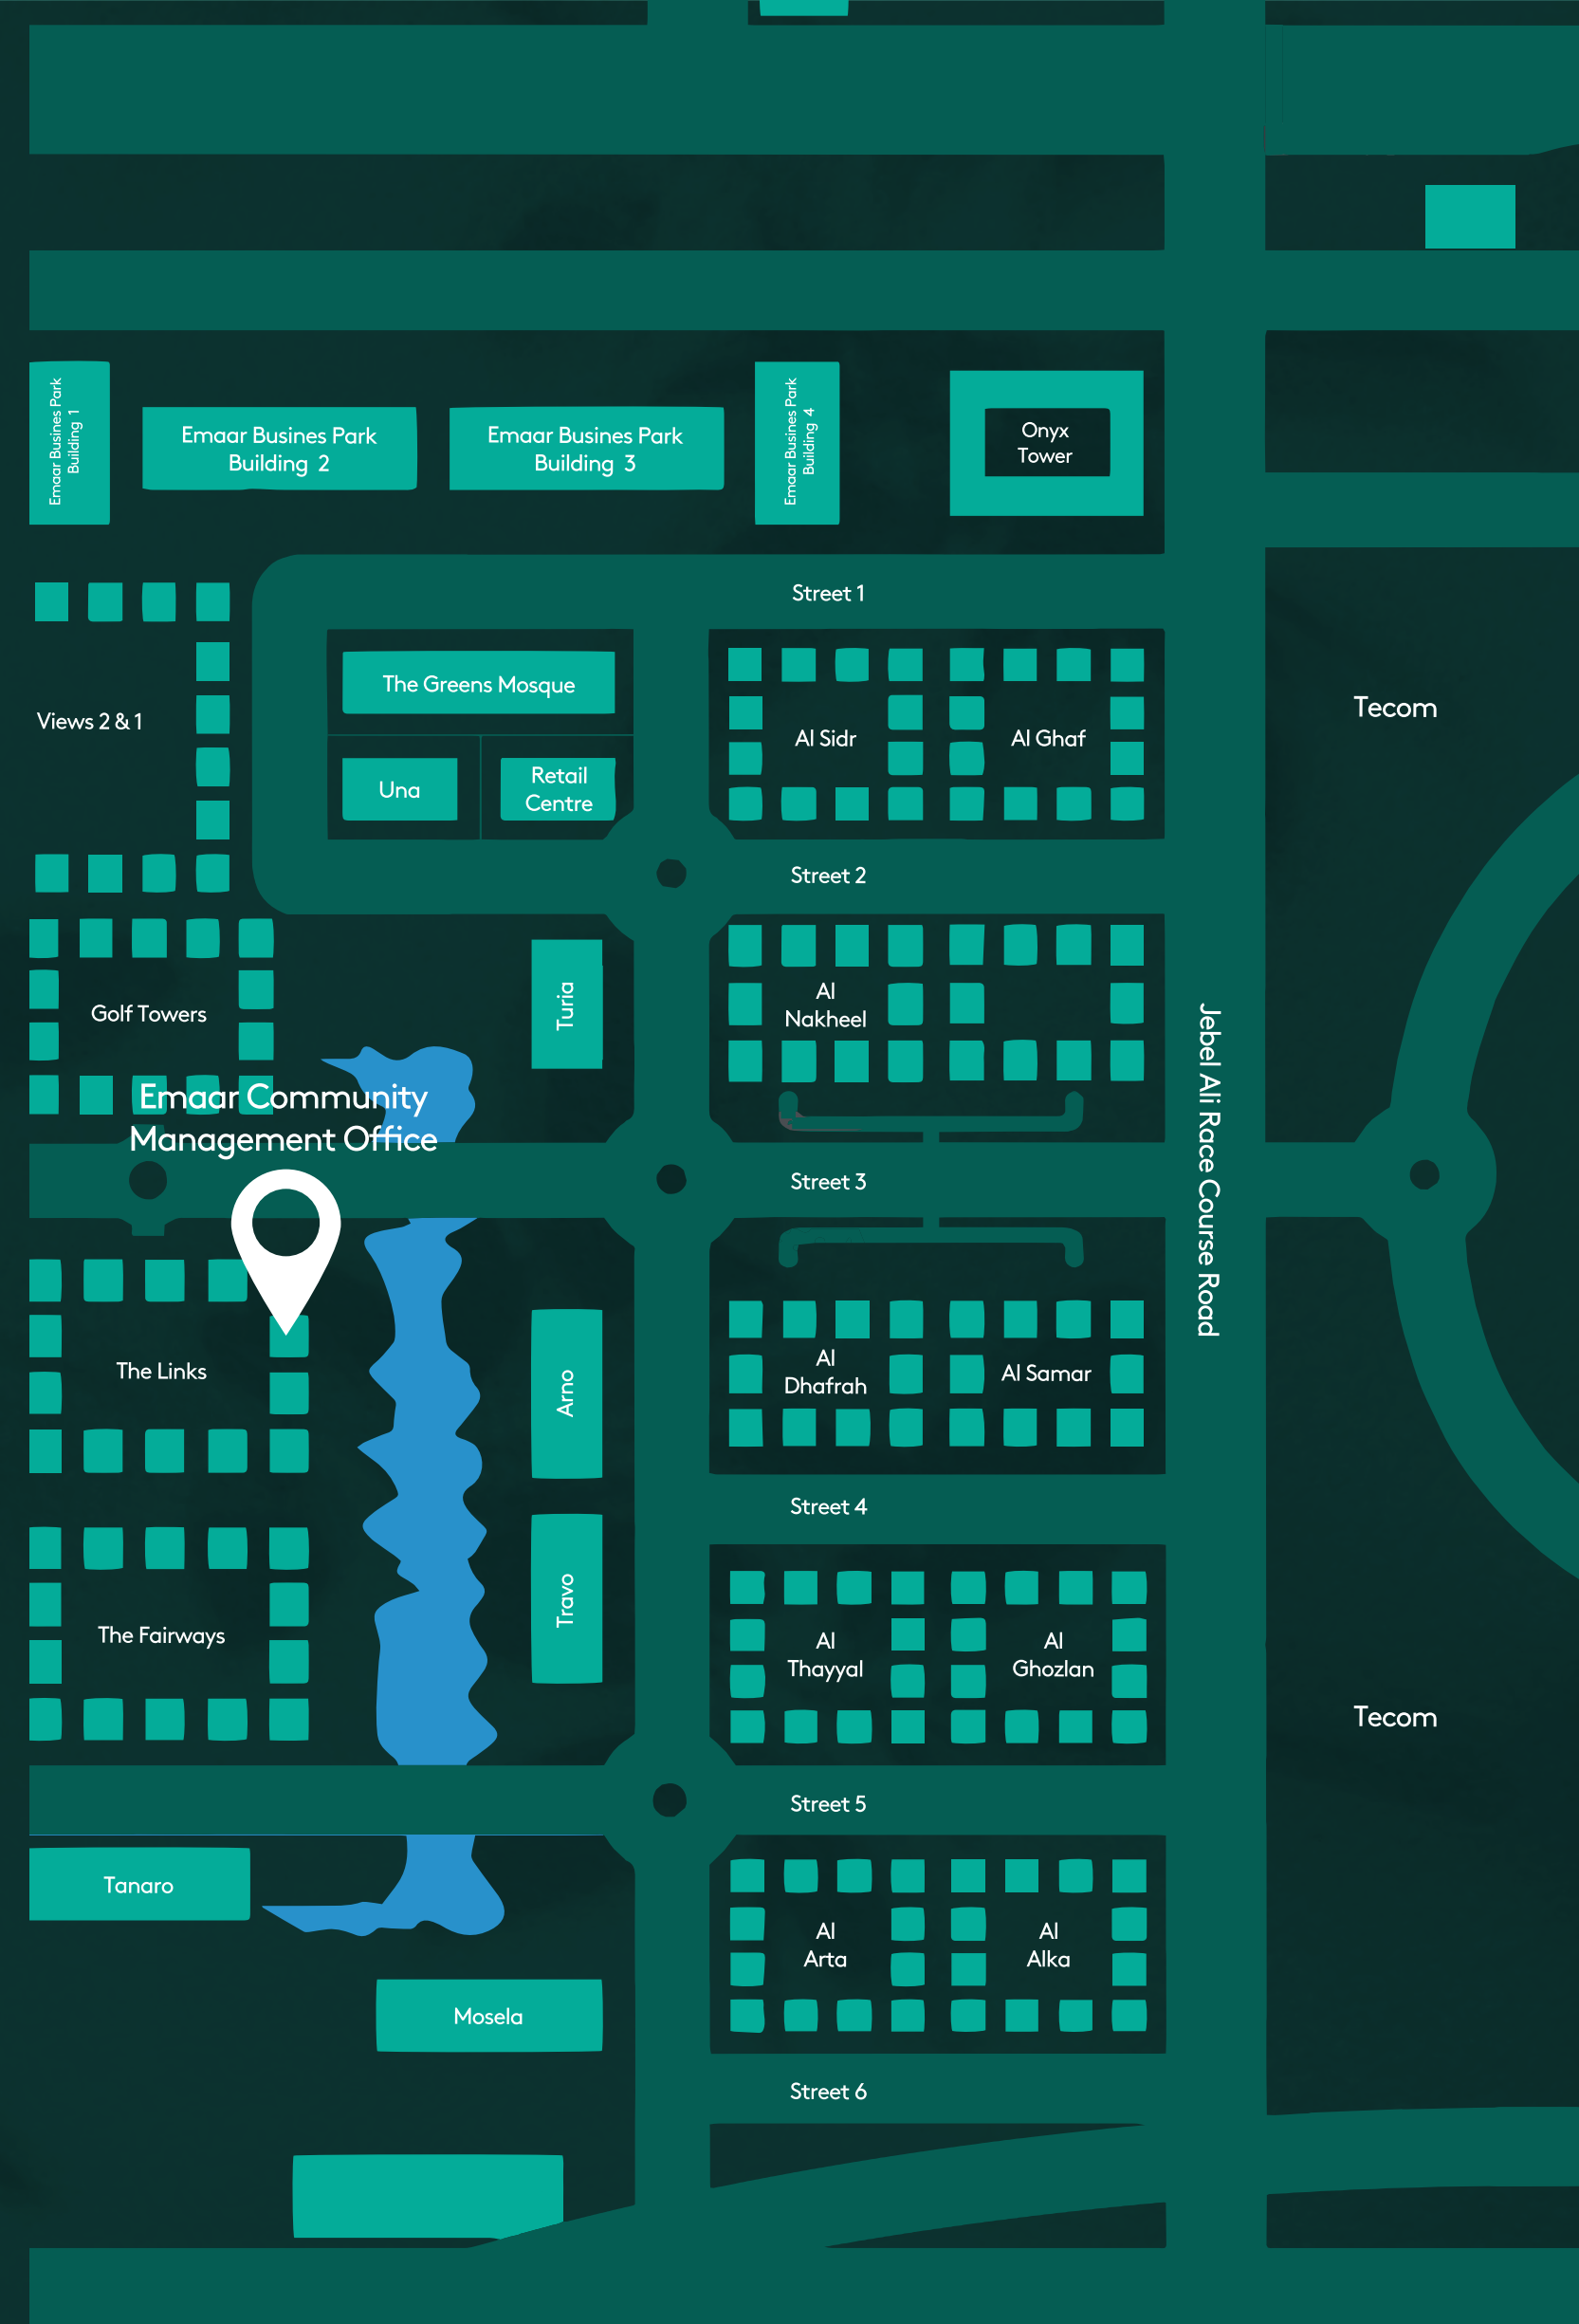 Emaar Busines Park
Building 1
Emaar Busines Park
Building 2
Emaar Busines Park
Building 3
Emaar Busines Park
Building 4
Onyx
Tower
Street 1
The Greens Mosque
Views 2 & 1
Al Sidr
Al Ghaf
Tecom
Una
Retail
Centre
Street 2
Golf Towers
Turia
Al
Nakheel
Emaar Community
Management Office
Street 3
Jebel Ali Race Course Road
The Links
Arno
Al
Dhafrah
Al Samar
Street 4
The Fairways
Travo
Al
Thayyal
Al
Ghozlan
Tecom
Street 5
Tanaro
Al
Arta
Al
Alka
Mosela
Street 6